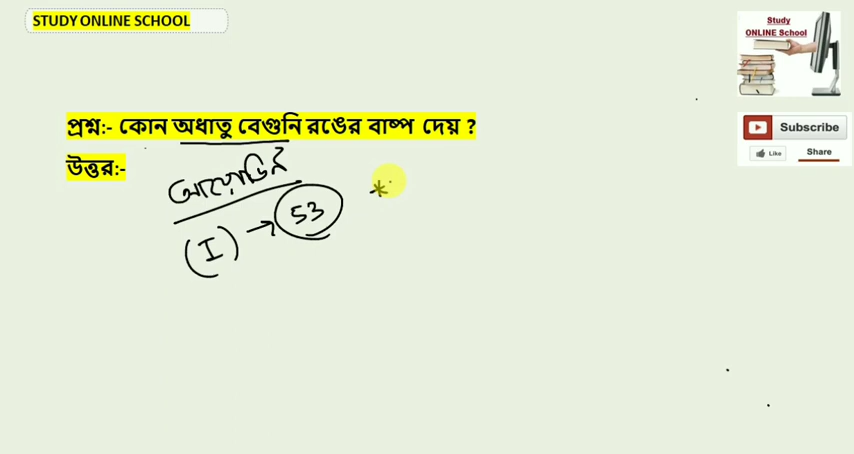 STUDY ONLINE SCHOOL
Study
ONLINE School
Subscribe
Like
Share
প্রশ্ন:- কোন অধাতু বেগুনি রঙের বাষ্প দেয় ?
উত্তর:-
আয়োডিন
(I) → 53
*